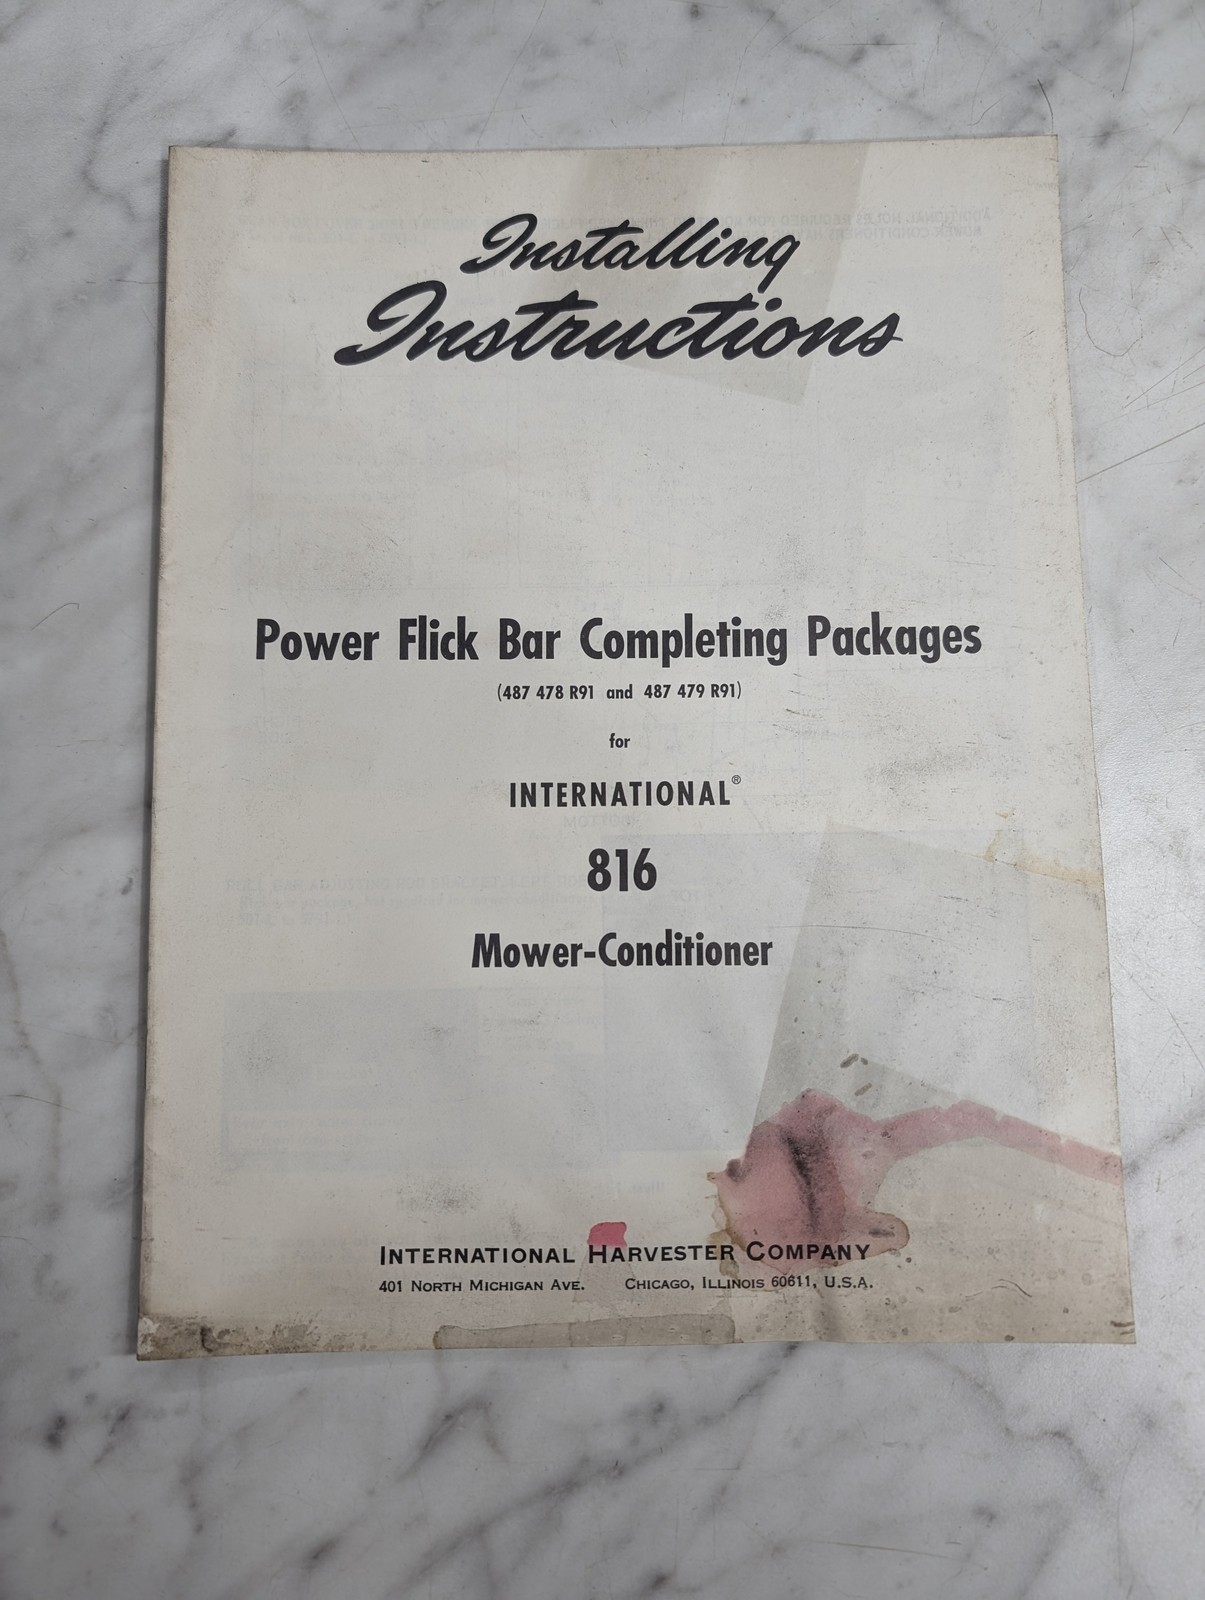 Installing
Instructions
Power Flick Bar Completing Packages
(487 478 R91 and 487 479 R91)
for
INTERNATIONAL®
816
Mower-Conditioner
INTERNATIONAL HARVESTER COMPANY
401 NORTH MICHIGAN AVE. CHICAGO, ILLINOIS 60611, U.S.A.